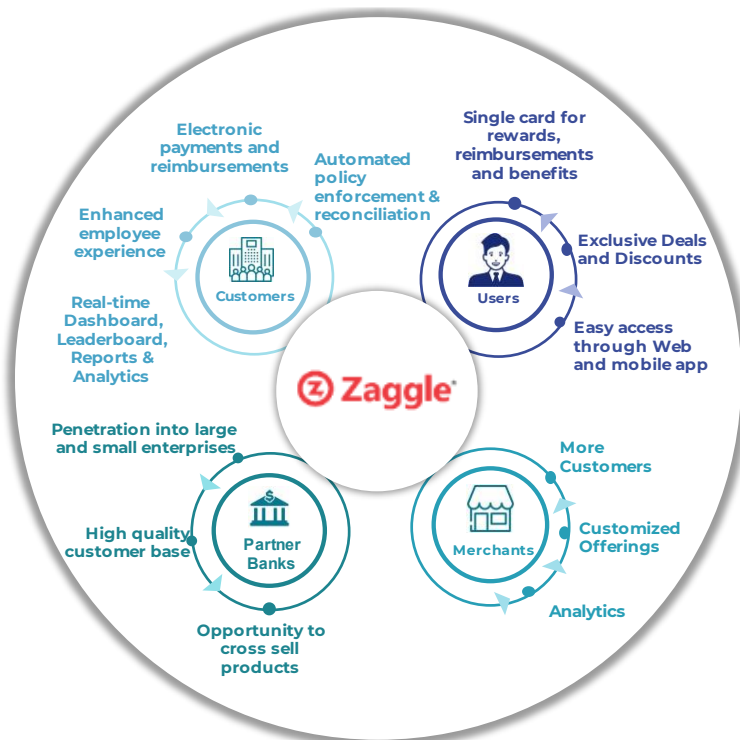 Electronic
payments and
reimbursements
Automated
policy
enforcement &
reconciliation
Enhanced
employee
experience
Real-time
Dashboard,
Leaderboard,
Reports &
Analytics
Customers
Single card for
rewards,
reimbursements
and benefits
Exclusive Deals
and Discounts
Easy access
through Web
and mobile app
Users
Zaggle
Penetration into large
and small enterprises
High quality
customer base
Opportunity to
cross sell
products
Partner
Banks
More
Customers
Customized
Offerings
Analytics
Merchants